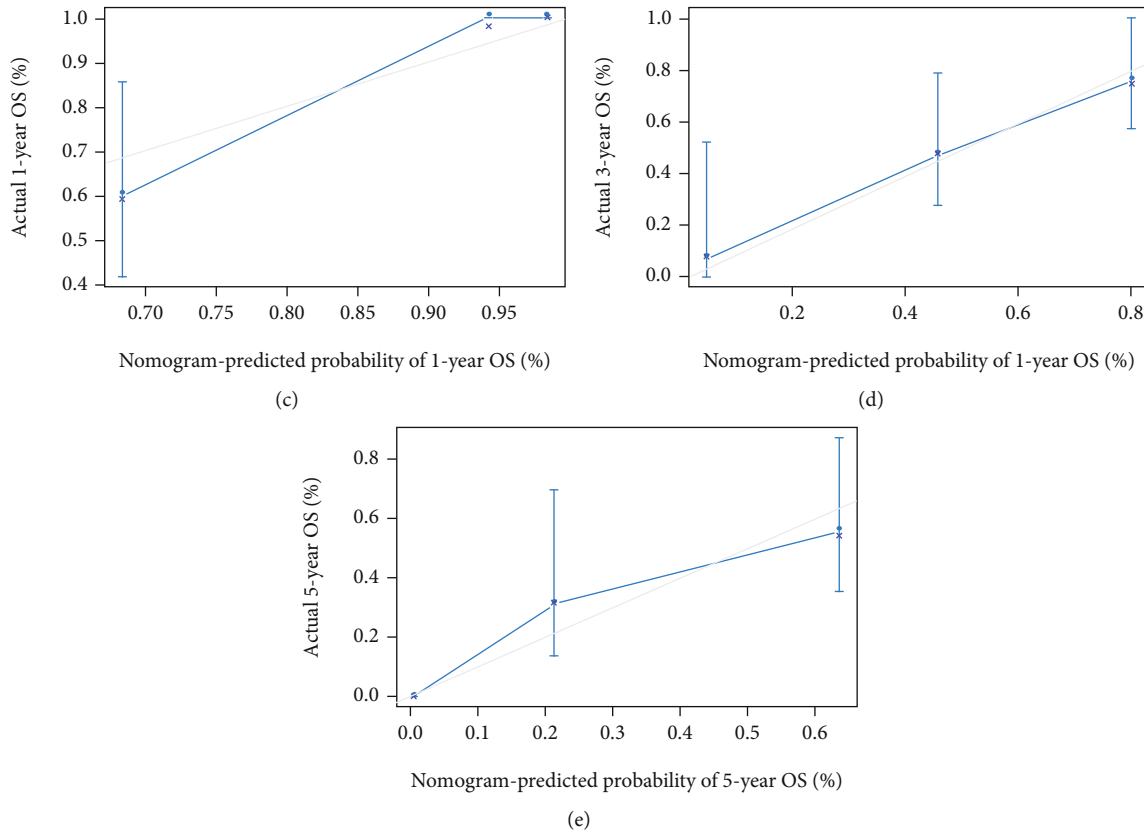 Actual 1-year OS (%)
1.0
0.9
0.8
0.7
0.6
0.5
0.4
0.70 0.75 0.80 0.85 0.90 0.95
Nomogram-predicted probability of 1-year OS (%)
(c)
Actual 3-year OS (%)
1.0
0.8
0.6
0.4
0.2
0.0
0.2 0.4 0.6 0.8
Nomogram-predicted probability of 1-year OS (%)
(d)
Actual 5-year OS (%)
0.8
0.6
0.4
0.2
0.0
0.0 0.1 0.2 0.3 0.4 0.5 0.6
Nomogram-predicted probability of 5-year OS (%)
(e)